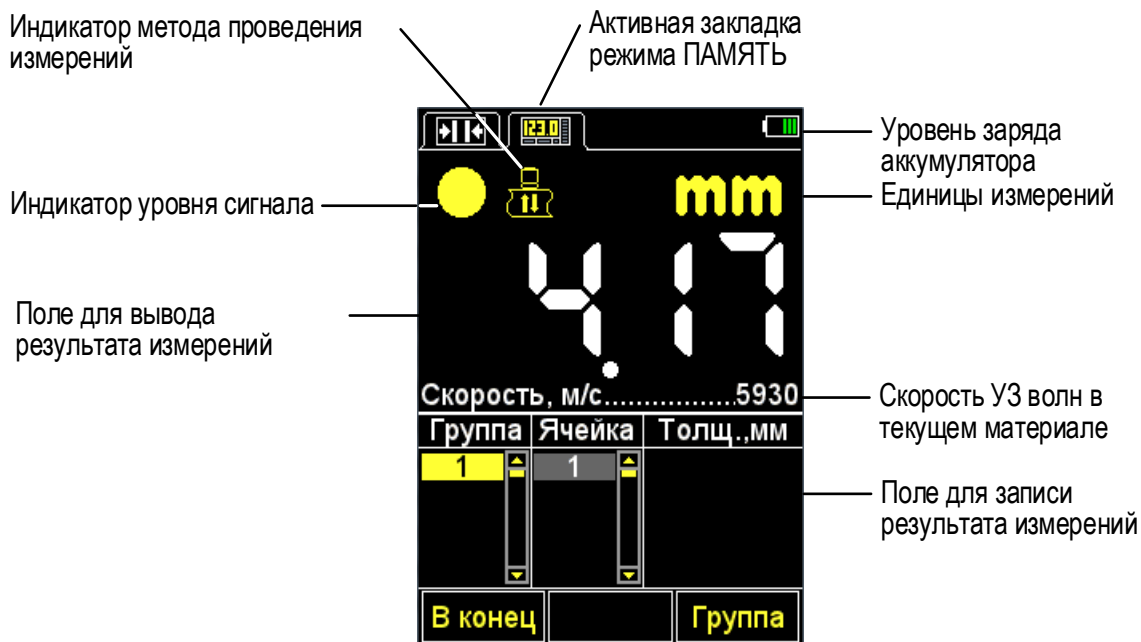 Индикатор метода проведения
измерений
Активная закладка
режима ПАМЯТЬ
123.0
Уровень заряда
аккумулятора
Индикатор уровня сигнала
mm
Единицы измерений
4.17
Поле для вывода
результата измерений
Скорость, м/с..................5930
Скорость УЗ волн в
текущем материале
Группа Ячейка Толщ.,мм
1 1
Поле для записи
результата измерений
В конец Группа